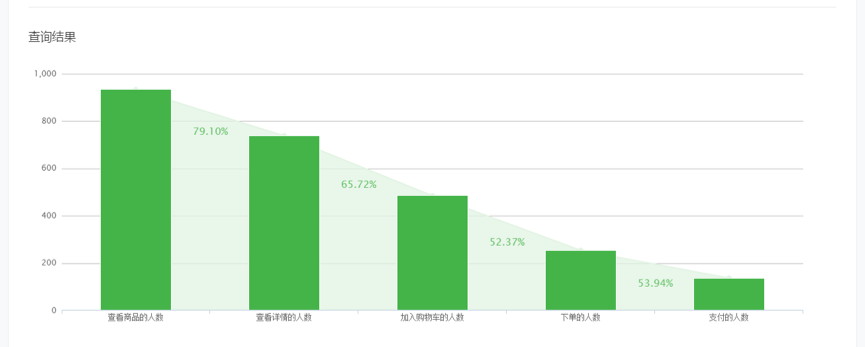 查询结果
1,000
800
600
400
200
0
79.10%
65.72%
52.37%
53.94%
查看商品的人数
查看详情的人数
加入购物车的人数
下单的人数
支付的人数